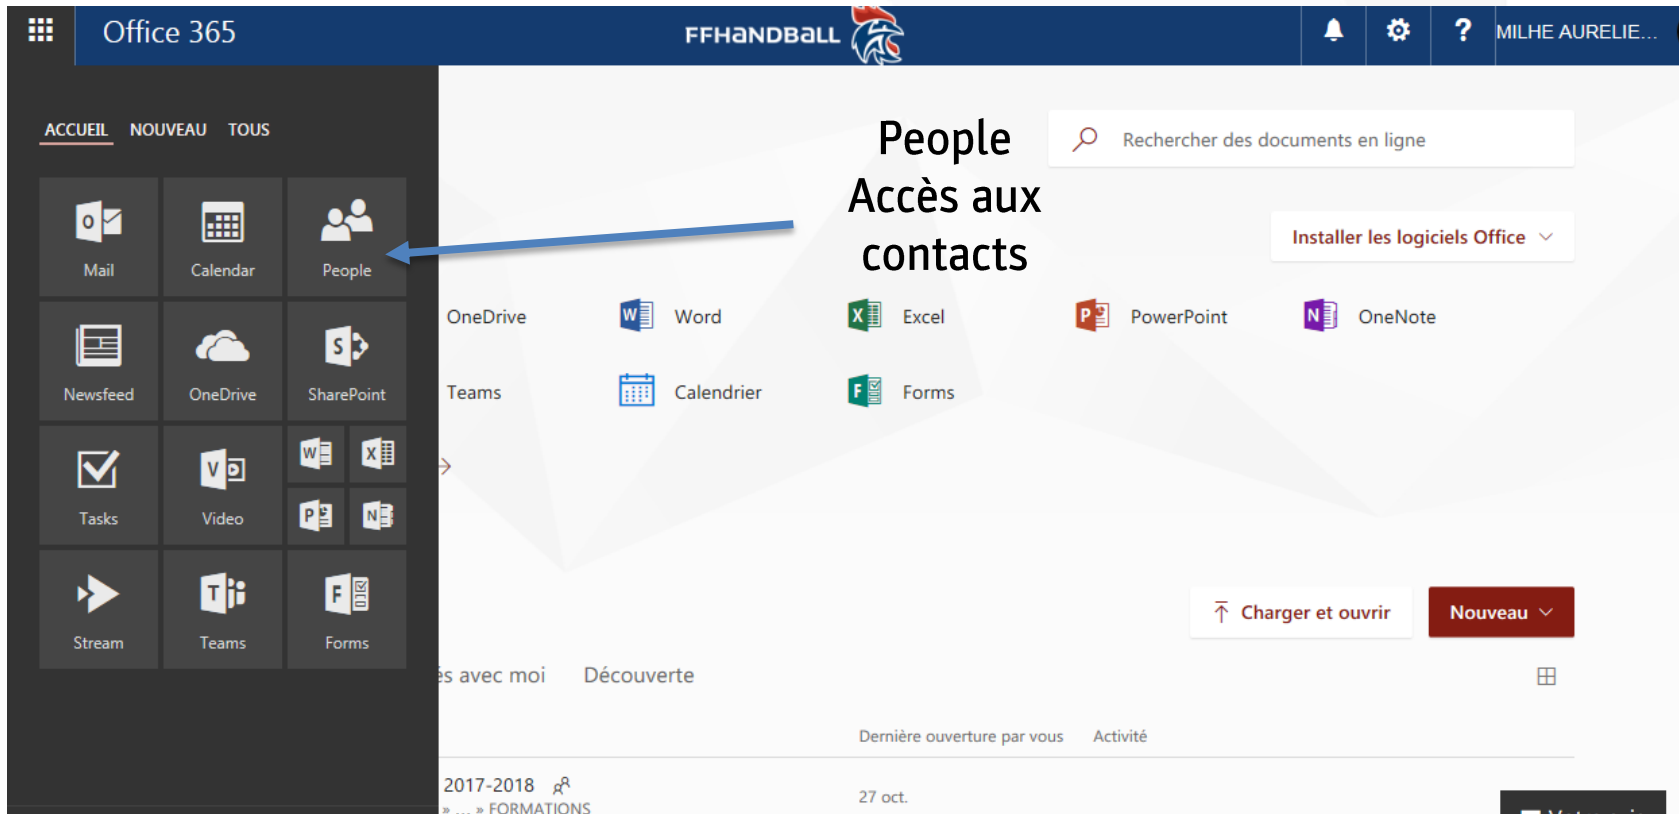 Office 365
FFHANDBALL
MILHE AURELIE...
ACCUEIL NOUVEAU TOUS
People
Accès aux
contacts
Rechercher des documents en ligne
Installer les logiciels Office
Mail Calendar People
Newsfeed OneDrive SharePoint
Tasks Video
Stream Teams Forms
OneDrive Word Excel PowerPoint OneNote
Teams Calendrier Forms
Charger et ouvrir Nouveau
és avec moi Découverte
Dernière ouverture par vous Activité
2017-2018
27 oct.
» ... » FORMATIONS